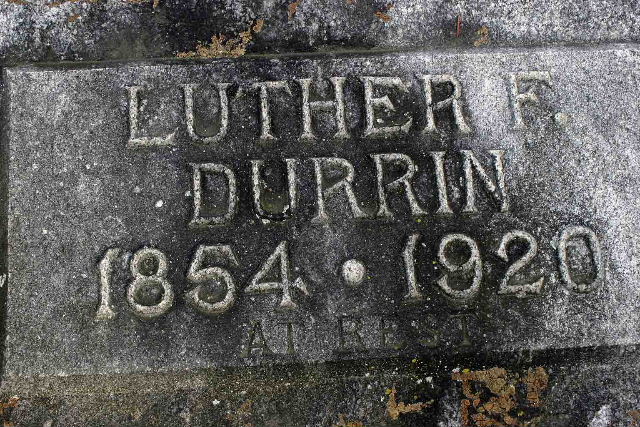 LUTHER F.
DURRIN
1854 • 1920
AT REST